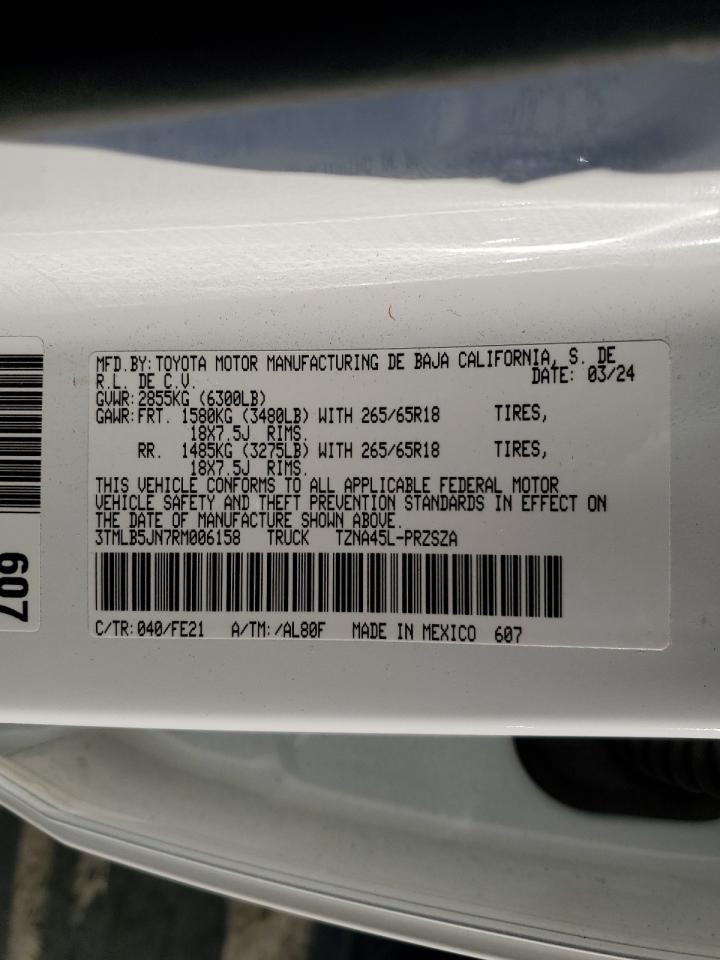 MFD.BY:TOYOTA MOTOR MANUFACTURING DE BAJA CALIFORNIA, S. DE
R.L. DE C.V. DATE: 03/24
GVWR:2855KG (6300LB)
GAWR:FRT. 1580KG (3480LB) WITH 265/65R18 TIRES,
18X7.5J RIMS.
RR. 1485KG (3275LB) WITH 265/65R18 TIRES,
18X7.5J RIMS.
THIS VEHICLE CONFORMS TO ALL APPLICABLE FEDERAL MOTOR
VEHICLE SAFETY AND THEFT PREVENTION STANDARDS IN EFFECT ON
THE DATE OF MANUFACTURE SHOWN ABOVE.
3TMLB5JN7RM006158 TRUCK TZNA45L-PRZSZA
C/TR:040/FE21 A/TM:/AL80F MADE IN MEXICO 607
607